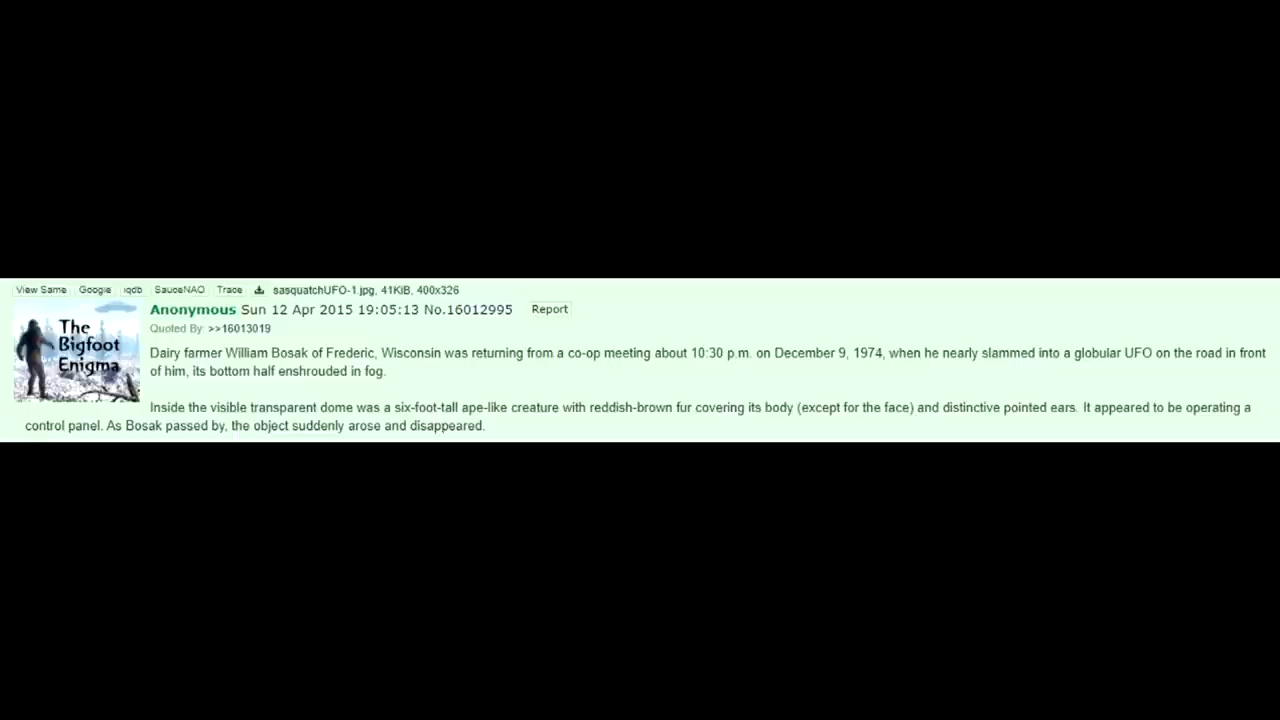 View Same Google iqdb SauceNAO Trace sasquatchUFO-1.jpg, 41KiB, 400x326
Anonymous Sun 12 Apr 2015 19:05:13 No.16012995 Report
Quoted By: >>16013019
The
Bigfoot
Enigma
Dairy farmer William Bosak of Frederic, Wisconsin was returning from a co-op meeting about 10:30 p.m. on December 9, 1974, when he nearly slammed into a globular UFO on the road in front
of him, its bottom half enshrouded in fog.
Inside the visible transparent dome was a six-foot-tall ape-like creature with reddish-brown fur covering its body (except for the face) and distinctive pointed ears. It appeared to be operating a
control panel. As Bosak passed by, the object suddenly arose and disappeared.